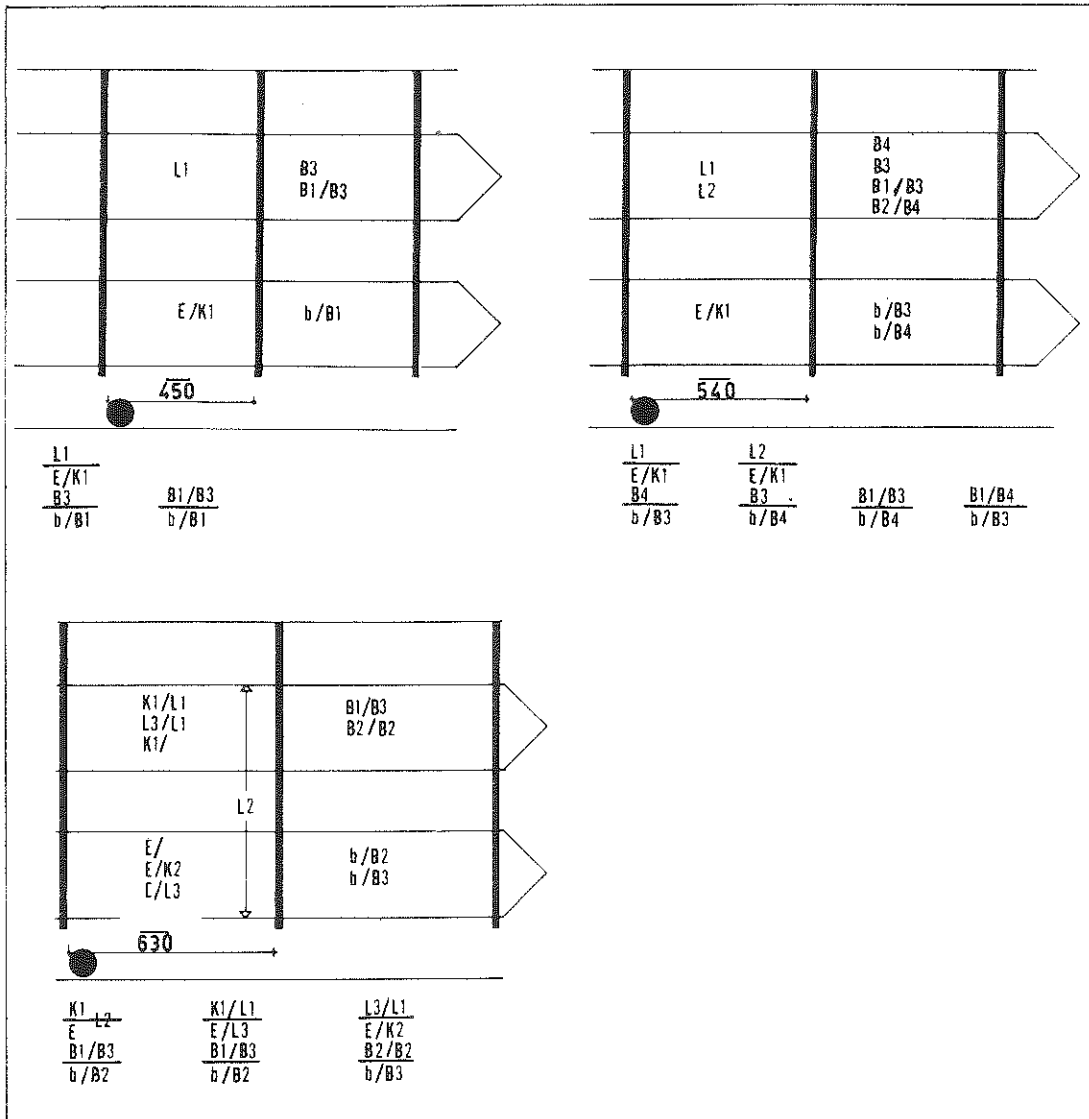 L1
B3
B1/B3
E/K1
b/B1
450
L1
E/K1
B3
b/B1
B1/B3
b/B1
L1
L2
B4
B3
B1/B3
B2/B4
E/K1
b/B3
b/B4
540
L1
E/K1
B4
b/B3
L2
E/K1
B3
b/B4
B1/B3
b/B4
B1/B4
b/B3
K1/L1
L3/L1
K1/
B1/B3
B2/B2
L2
E/
E/K2
E/L3
b/B2
b/B3
630
K1
E
L2
B1/B3
b/B2
K1/L1
E/L3
B1/B3
b/B2
L3/L1
E/K2
B2/B2
b/B3